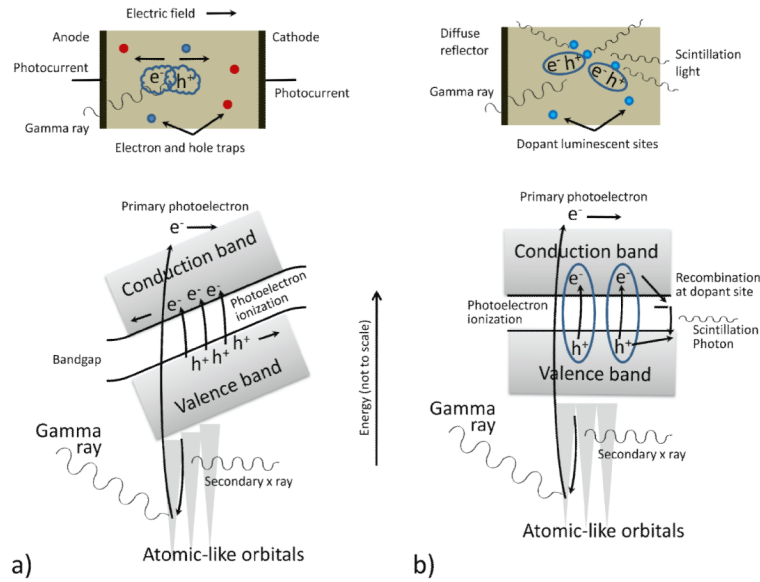 Electric field
Anode
Cathode
Photocurrent
e⁻
h⁺
Photocurrent
Gamma ray
Electron and hole traps
Primary photoelectron
e⁻
Conduction band
e⁻ e⁻ e⁻
Photoelectron
ionization
Bandgap
h⁺ h⁺ h⁺
Valence band
Gamma
ray
Secondary x ray
Atomic-like orbitals
a)
Energy (not to scale)
Diffuse
reflector
e⁻ h⁺
e⁻ h⁺
Scintillation
light
Gamma ray
Dopant luminescent sites
Primary photoelectron
e⁻
Conduction band
e⁻
e⁻
Recombination
at dopant site
Photoelectron
ionization
Scintillation
Photon
h⁺
h⁺
Valence band
Gamma
ray
Secondary x ray
Atomic-like orbitals
b)